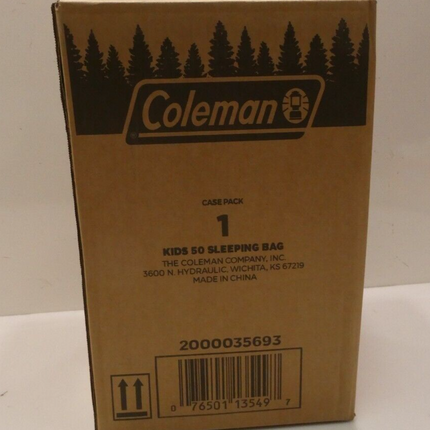 Coleman
CASE PACK
1
KIDS 50 SLEEPING BAG
THE COLEMAN COMPANY, INC
3600 N. HYDRAULIC, WICHITA, KS 67219
MADE IN CHINA
2000035693
0 76501 13549 7